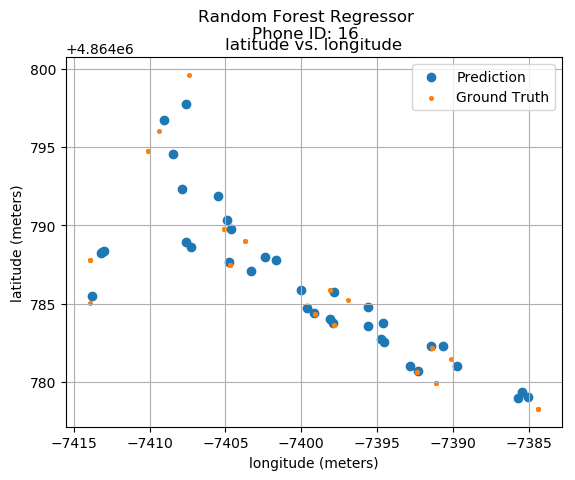 Random Forest Regressor
Phone ID: 16
latitude vs. longitude
+4.864e6
800
795
790
785
780
latitude (meters)
Prediction
Ground Truth
−7415
−7410
−7405
−7400
−7395
−7390
−7385
longitude (meters)